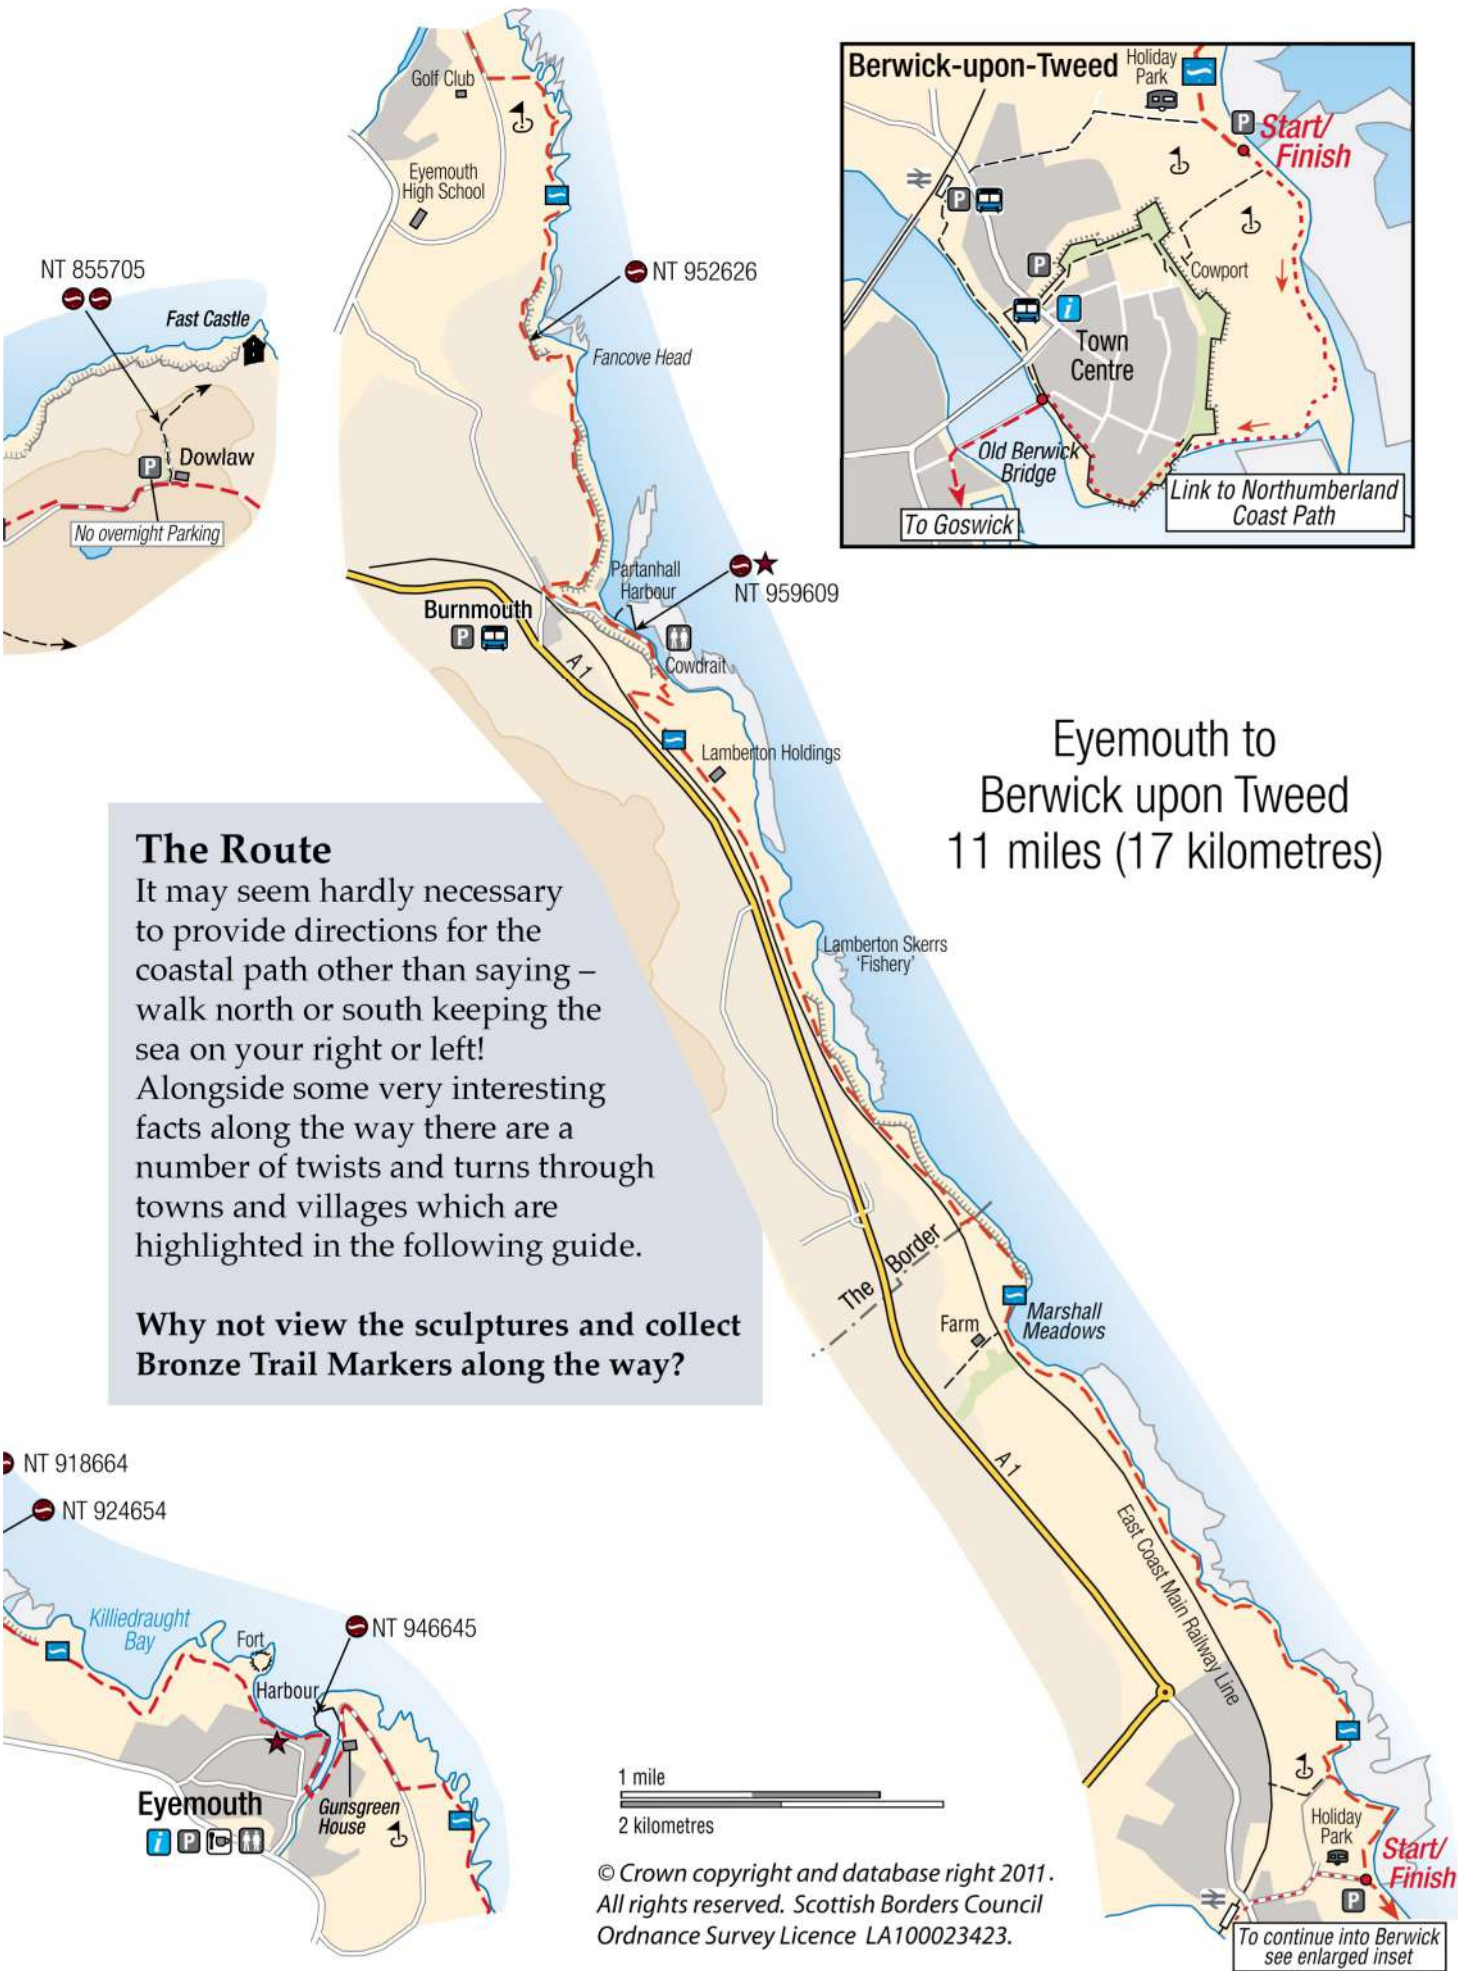 Golf Club
Eyemouth
High School
NT 952626
Fancove Head
NT 855705
Fast Castle
P
Dowlaw
No overnight Parking
Berwick-upon-Tweed
Holiday
Park
P
Start/
Finish
P
P
Cowport
i
Town
Centre
Old Berwick
Bridge
To Goswick
Link to Northumberland
Coast Path
Partanhall
Harbour
NT 959609
Burnmouth
P
A1
Cowdrait
Lamberton Holdings
Eyemouth to
Berwick upon Tweed
11 miles (17 kilometres)
The Route
It may seem hardly necessary
to provide directions for the
coastal path other than saying –
walk north or south keeping the
sea on your right or left!
Alongside some very interesting
facts along the way there are a
number of twists and turns through
towns and villages which are
highlighted in the following guide.
Why not view the sculptures and collect
Bronze Trail Markers along the way?
Lamberton Skerrs
'Fishery'
The Border
Farm
Marshall
Meadows
A1
East Coast Main Railway Line
NT 918664
NT 924654
Killiedraught
Bay
Fort
Harbour
NT 946645
Eyemouth
i P
Gunsgreen
House
1 mile
2 kilometres
© Crown copyright and database right 2011.
All rights reserved. Scottish Borders Council
Ordnance Survey Licence LA100023423.
Holiday
Park
Start/
Finish
P
To continue into Berwick
see enlarged inset